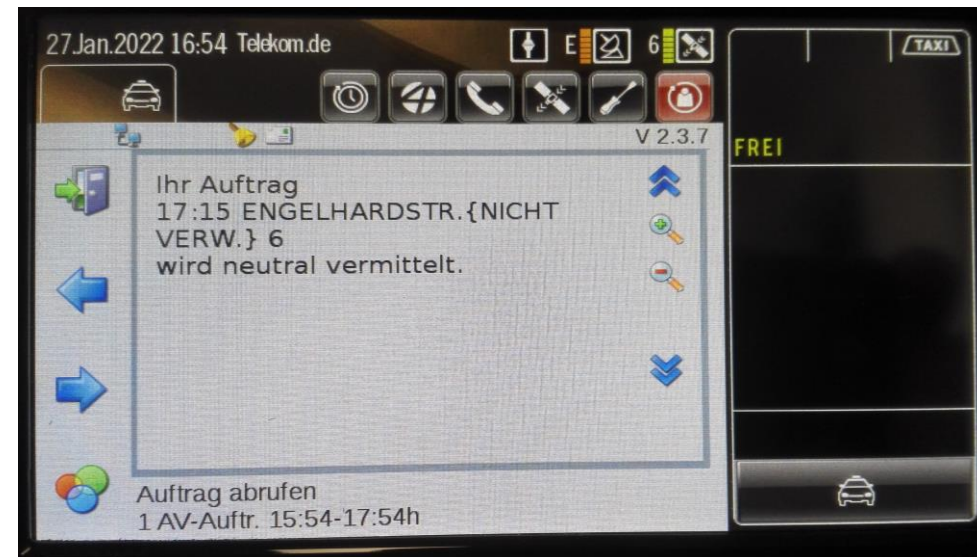 27.Jan.2022 16:54 Telekom.de E 6
TAXI
V 2.3.7
FREI
Ihr Auftrag
17:15 ENGELHARDSTR.{NICHT
VERW.} 6
wird neutral vermittelt.
Auftrag abrufen
1 AV-Auftr. 15:54-17:54h